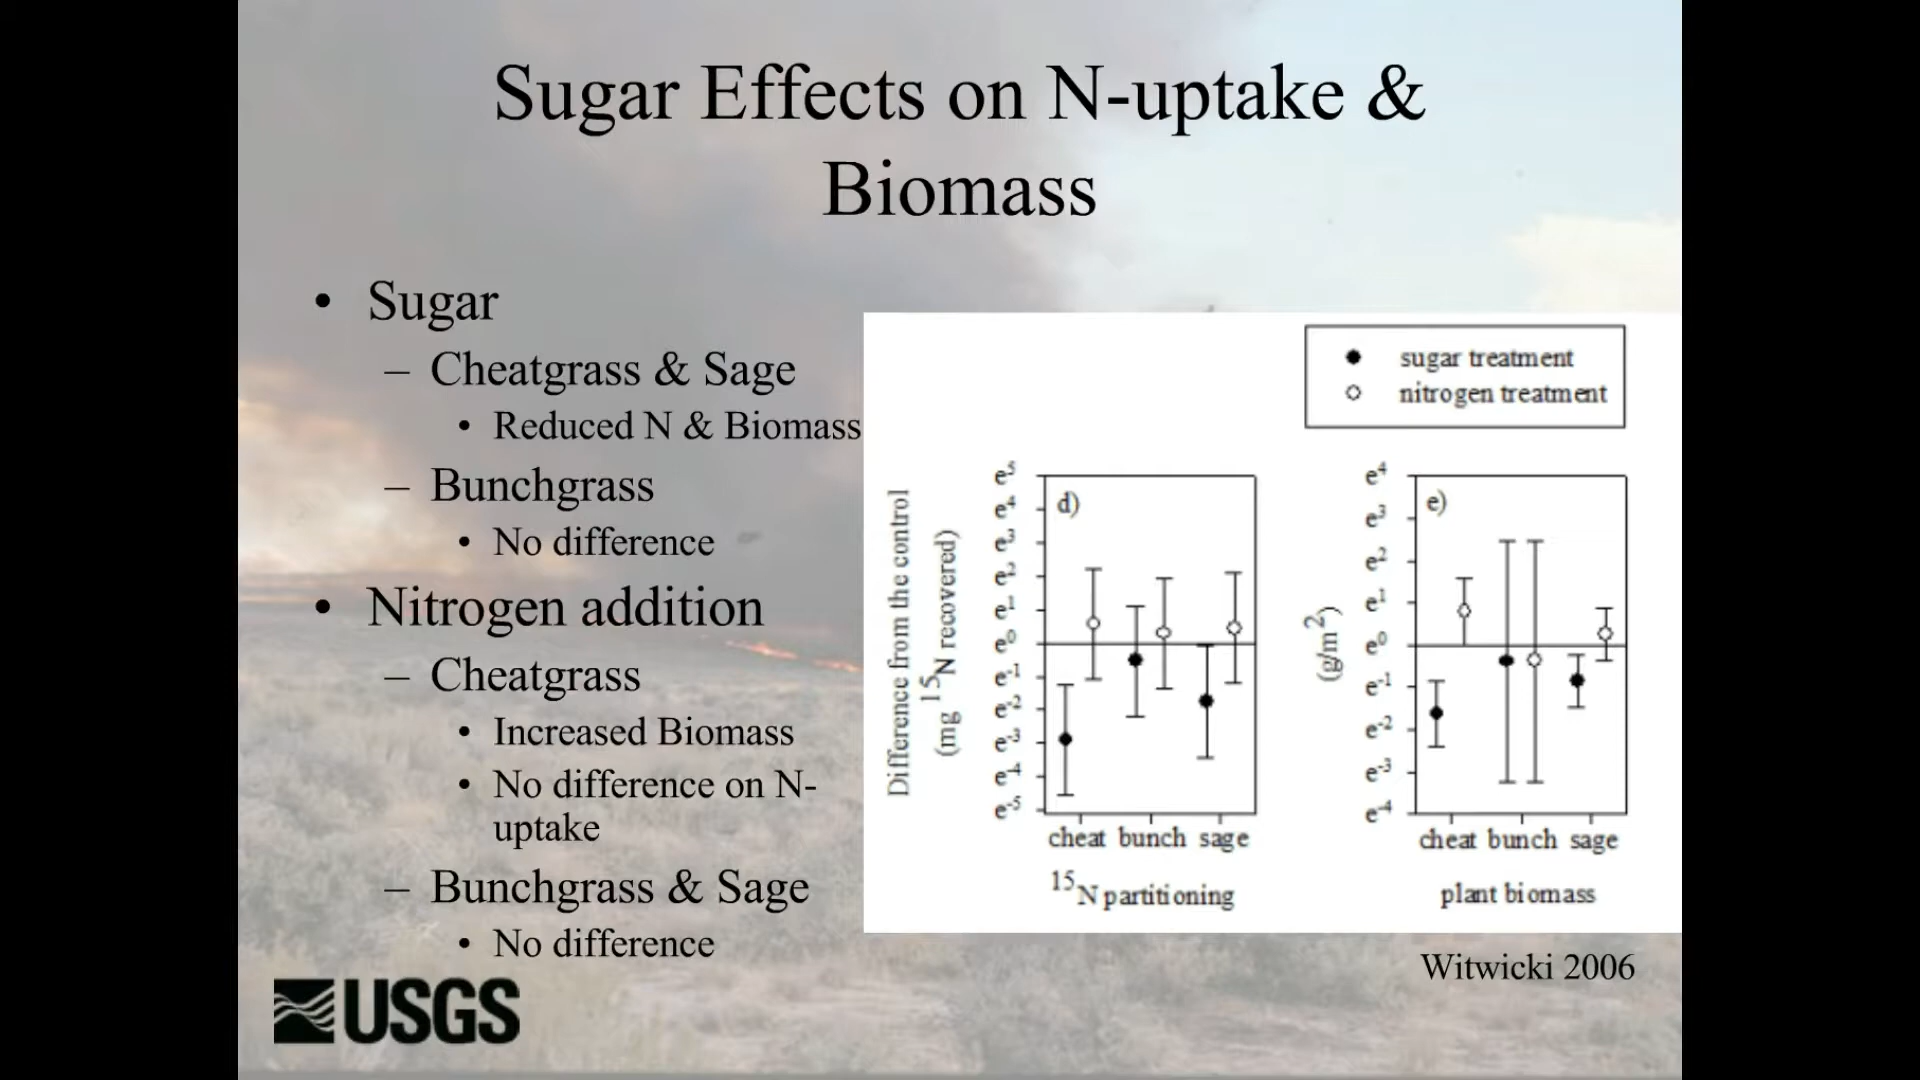 Sugar Effects on N-uptake &
Biomass
• Sugar
– Cheatgrass & Sage
• Reduced N & Biomass
– Bunchgrass
• No difference
• Nitrogen addition
– Cheatgrass
• Increased Biomass
• No difference on N-
uptake
– Bunchgrass & Sage
• No difference
USGS
sugar treatment
nitrogen treatment
Difference from the control
(mg ¹⁵N recovered)
d)
e⁵
e⁴
e³
e²
e¹
e⁰
e⁻¹
e⁻²
e⁻³
e⁻⁴
e⁻⁵
cheat bunch sage
¹⁵N partitioning
(g/m²)
e)
e⁴
e³
e²
e¹
e⁰
e⁻¹
e⁻²
e⁻³
e⁻⁴
cheat bunch sage
plant biomass
Witwicki 2006